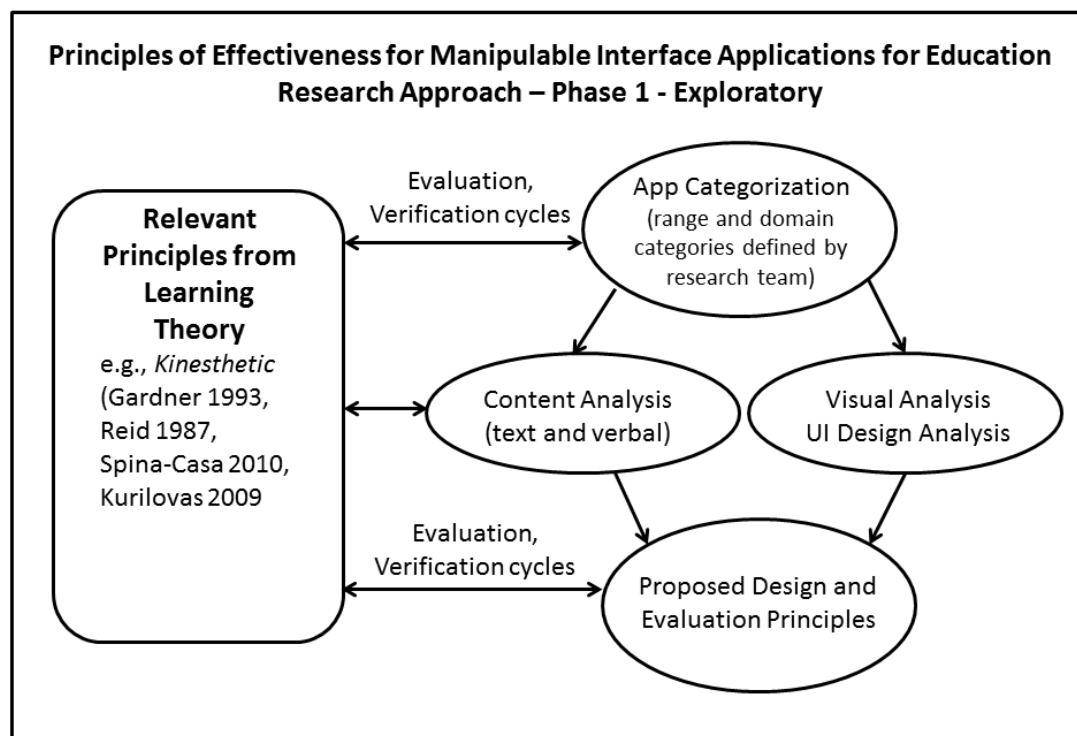 Principles of Effectiveness for Manipulable Interface Applications for Education
Research Approach – Phase 1 - Exploratory
Evaluation,
Verification cycles
App Categorization
(range and domain
categories defined by
research team)
Relevant
Principles from
Learning
Theory
e.g., Kinesthetic
(Gardner 1993,
Reid 1987,
Spina-Casa 2010,
Kurilovas 2009
Content Analysis
(text and verbal)
Visual Analysis
UI Design Analysis
Evaluation,
Verification cycles
Proposed Design and
Evaluation Principles